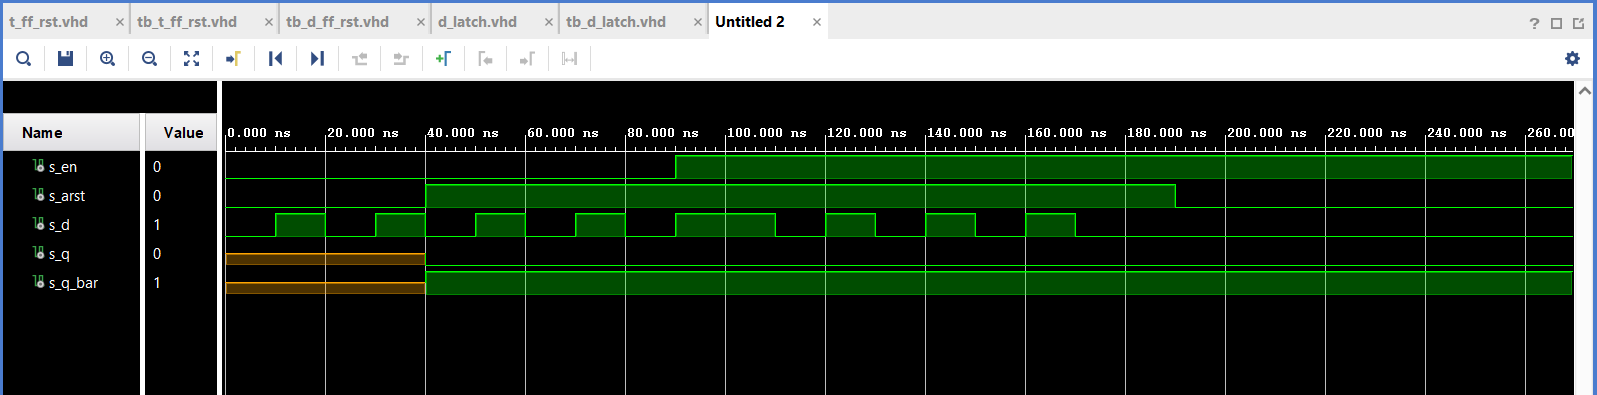 t_ff_rst.vhd × tb_t_ff_rst.vhd × tb_d_ff_rst.vhd × d_latch.vhd × tb_d_latch.vhd × Untitled 2 ×
?
Name Value
0.000 ns 20.000 ns 40.000 ns 60.000 ns 80.000 ns 100.000 ns 120.000 ns 140.000 ns 160.000 ns 180.000 ns 200.000 ns 220.000 ns 240.000 ns 260.00
s_en 0
s_arst 0
s_d 1
s_q 0
s_q_bar 1